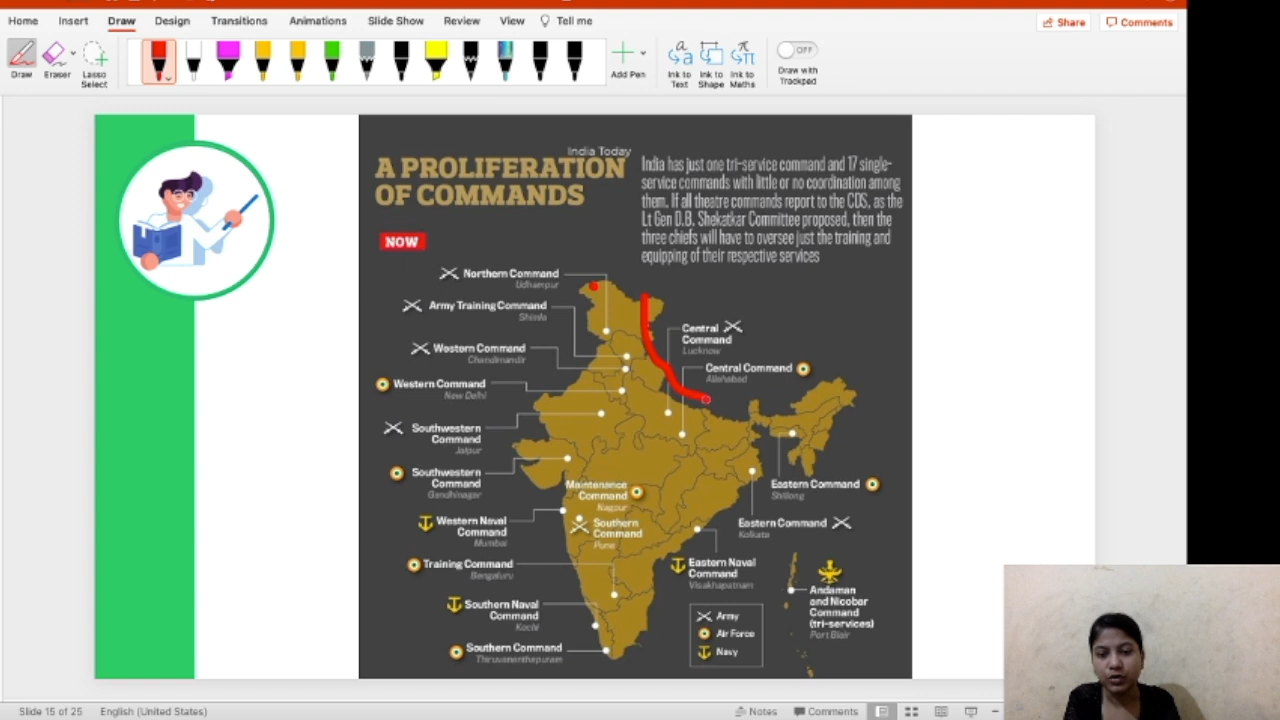 Home Insert Draw Design Transitions Animations Slide Show Review View Tell me
Share Comments
Draw Eraser Lasso Select
Add Pen
Ink to Text Ink to Shape Ink to Maths
OFF
Draw with Trackpad
India Today
A PROLIFERATION
OF COMMANDS
India has just one tri-service command and 17 single-
service commands with little or no coordination among
them. If all theatre commands report to the CDS, as the
Lt Gen D.B. Shekatkar Committee proposed, then the
three chiefs will have to oversee just the training and
equipping of their respective services
NOW
Northern Command
Udhampur
Army Training Command
Shimla
Western Command
Chandimandir
Western Command
New Delhi
Southwestern
Command
Jaipur
Southwestern
Command
Gandhinagar
Western Naval
Command
Mumbai
Training Command
Bengaluru
Southern Naval
Command
Kochi
Southern Command
Thiruvananthapuram
Maintenance
Command
Nagpur
Southern
Command
Pune
Central
Command
Lucknow
Central Command
Allahabad
Eastern Command
Shillong
Eastern Command
Kolkata
Eastern Naval
Command
Visakhapatnam
Andaman
and Nicobar
Command
(tri-services)
Port Blair
Army
Air Force
Navy
Slide 15 of 25 English (United States)
Notes Comments